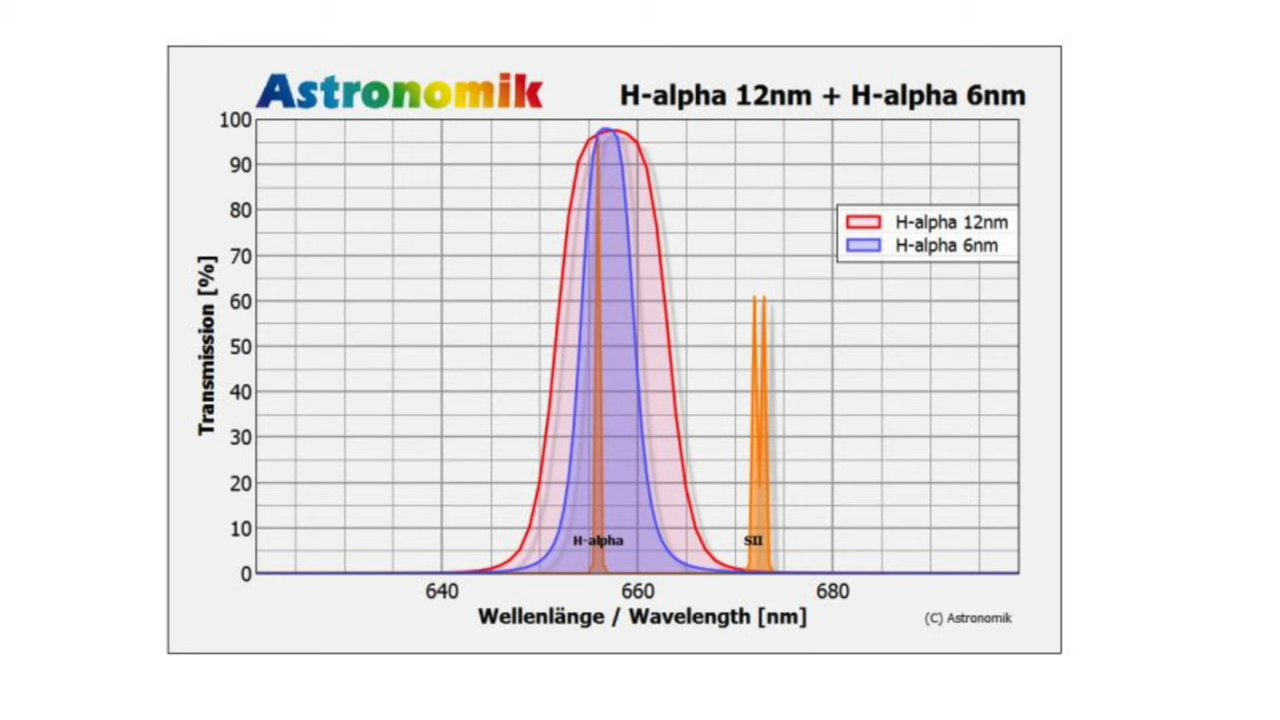 Astronomik
H-alpha 12nm + H-alpha 6nm
100
90
80
70
60
50
40
30
20
10
0
Transmission [%]
H-alpha 12nm
H-alpha 6nm
H-alpha
SII
640
660
680
Wellenlänge / Wavelength [nm]
(C) Astronomik